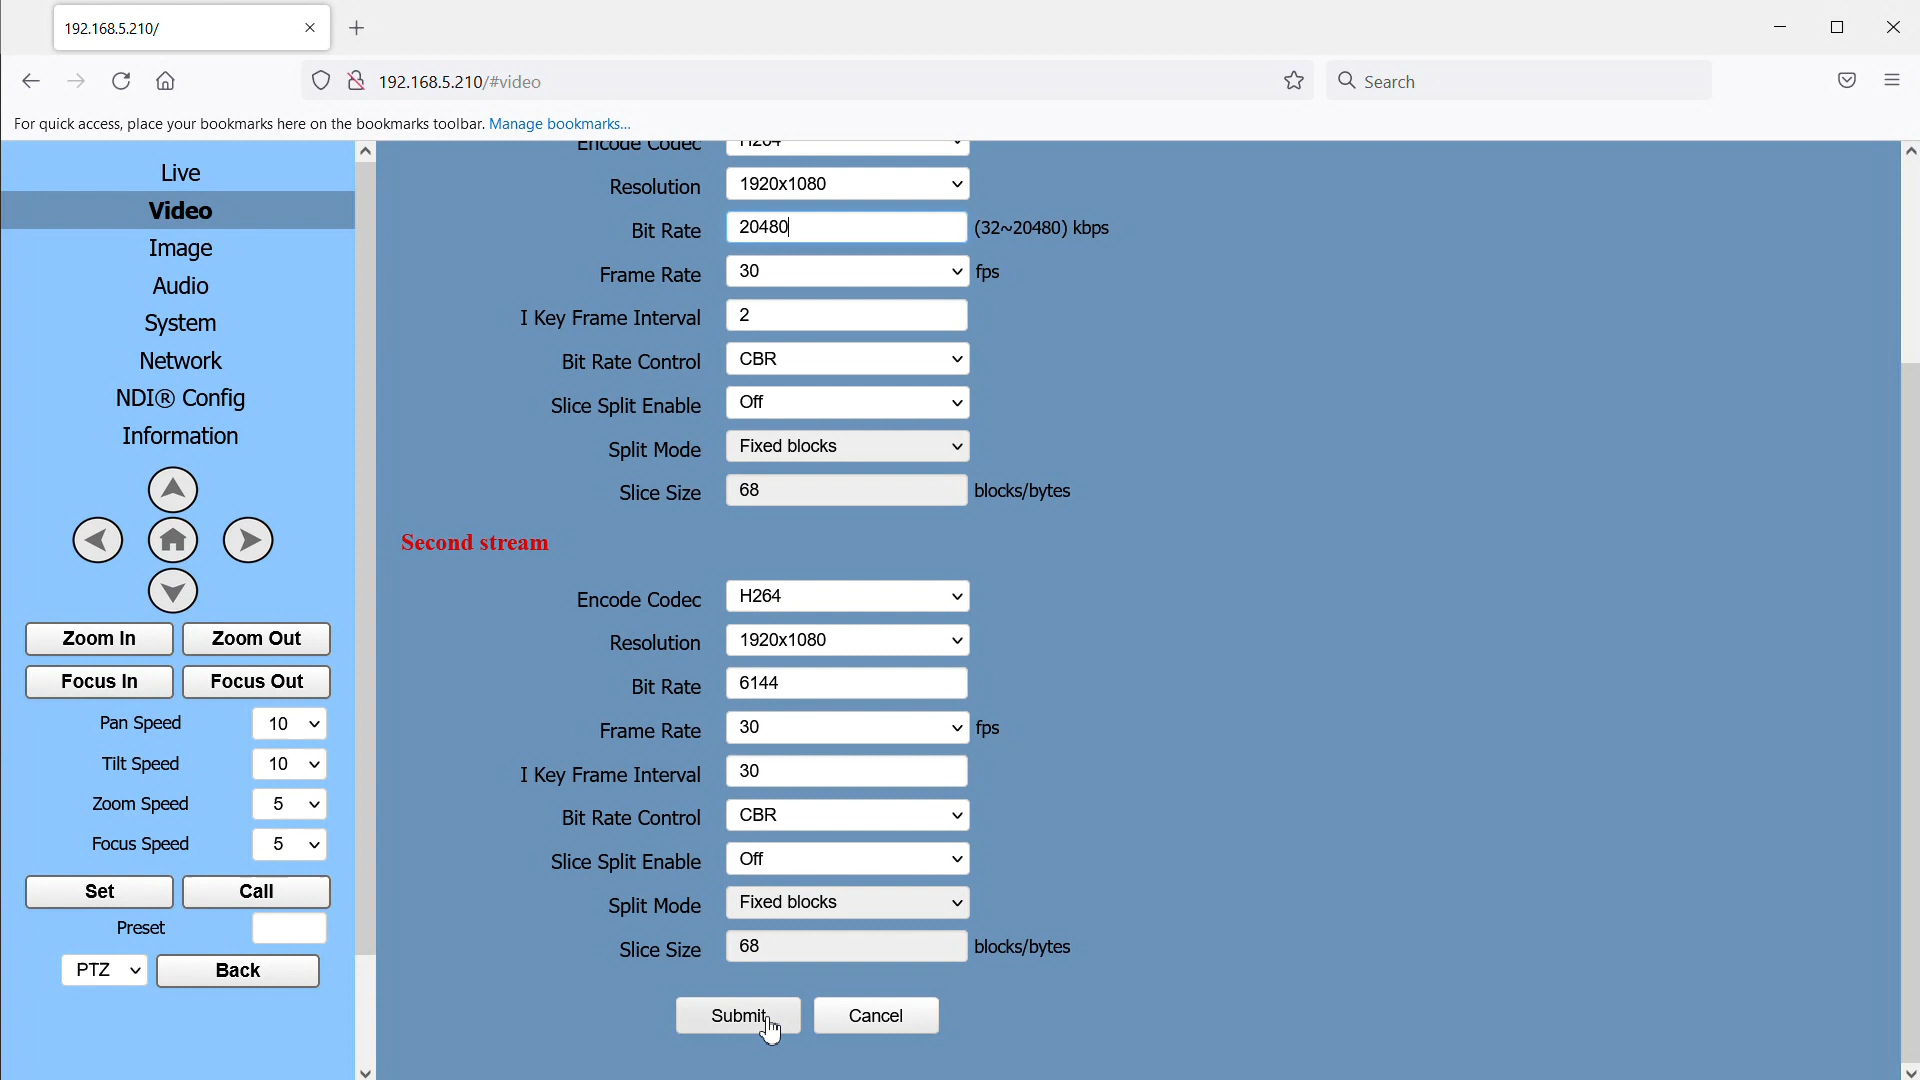 192.168.5.210/
192.168.5.210/#video
Search
For quick access, place your bookmarks here on the bookmarks toolbar. Manage bookmarks...
Live
Video
Image
Audio
System
Network
NDI® Config
Information
Zoom In Zoom Out
Focus In Focus Out
Pan Speed 10
Tilt Speed 10
Zoom Speed 5
Focus Speed 5
Set Call
Preset
PTZ Back
Encode Codec H264
Resolution 1920x1080
Bit Rate 20480 (32~20480) kbps
Frame Rate 30 fps
I Key Frame Interval 2
Bit Rate Control CBR
Slice Split Enable Off
Split Mode Fixed blocks
Slice Size 68 blocks/bytes
Second stream
Encode Codec H264
Resolution 1920x1080
Bit Rate 6144
Frame Rate 30 fps
I Key Frame Interval 30
Bit Rate Control CBR
Slice Split Enable Off
Split Mode Fixed blocks
Slice Size 68 blocks/bytes
Submit Cancel